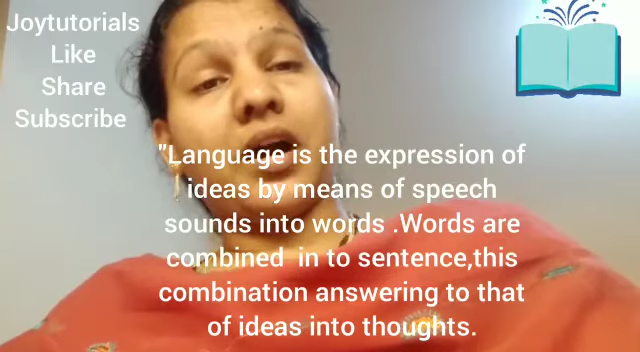 Joytutorials
Like
Share
Subscribe
"Language is the expression of
ideas by means of speech
sounds into words .Words are
combined  in to sentence,this
combination answering to that
of ideas into thoughts.